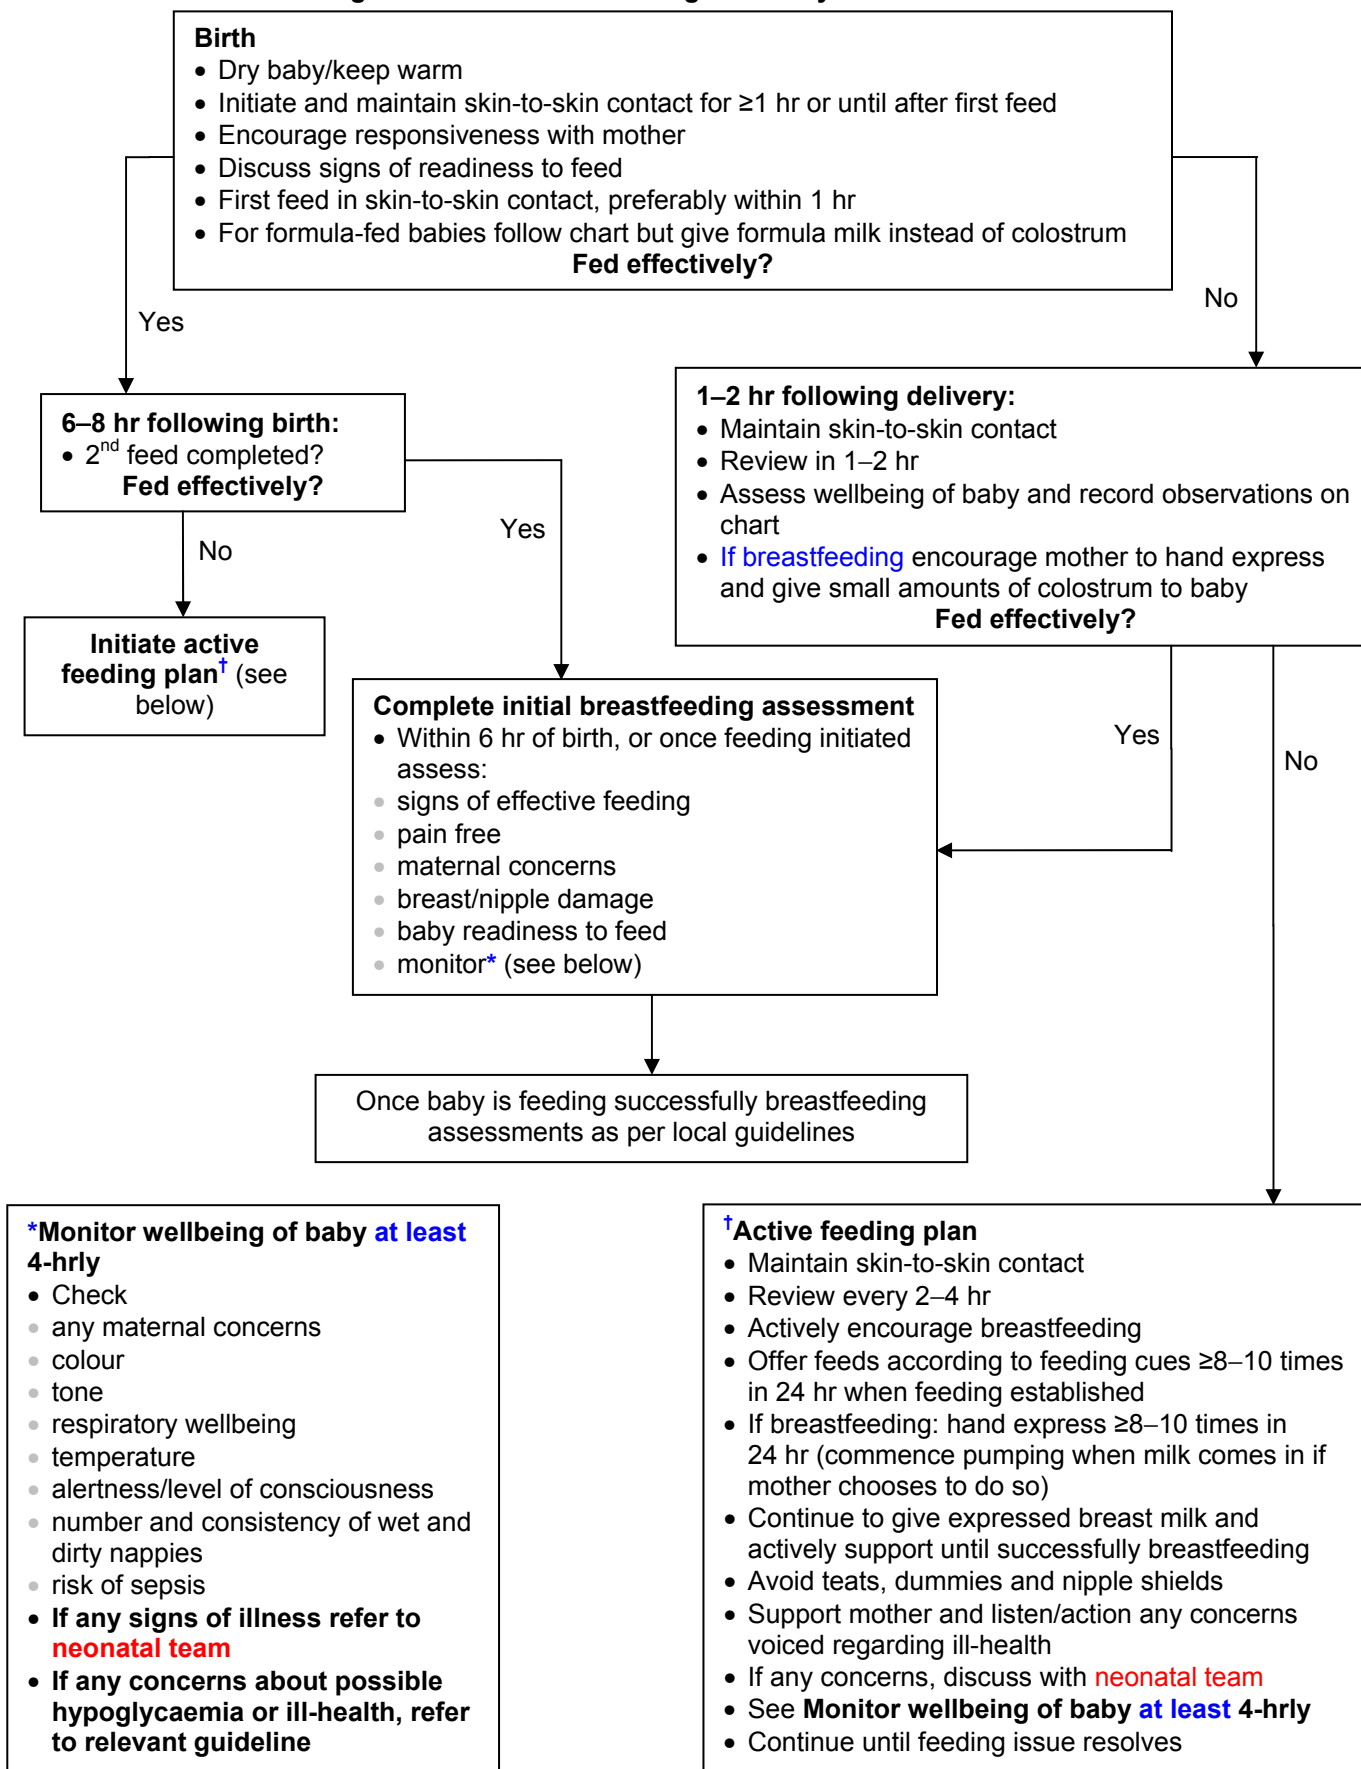 Birth
• Dry baby/keep warm
• Initiate and maintain skin-to-skin contact for ≥1 hr or until after first feed
• Encourage responsiveness with mother
• Discuss signs of readiness to feed
• First feed in skin-to-skin contact, preferably within 1 hr
• For formula-fed babies follow chart but give formula milk instead of colostrum
Fed effectively?
Yes
No
6–8 hr following birth:
• 2nd feed completed?
Fed effectively?
No
Yes
Initiate active
feeding plan† (see
below)
1–2 hr following delivery:
• Maintain skin-to-skin contact
• Review in 1–2 hr
• Assess wellbeing of baby and record observations on
chart
• If breastfeeding encourage mother to hand express
and give small amounts of colostrum to baby
Fed effectively?
Yes
No
Complete initial breastfeeding assessment
• Within 6 hr of birth, or once feeding initiated
assess:
• signs of effective feeding
• pain free
• maternal concerns
• breast/nipple damage
• baby readiness to feed
• monitor* (see below)
Once baby is feeding successfully breastfeeding
assessments as per local guidelines
*Monitor wellbeing of baby at least
4-hrly
• Check
• any maternal concerns
• colour
• tone
• respiratory wellbeing
• temperature
• alertness/level of consciousness
• number and consistency of wet and
dirty nappies
• risk of sepsis
• If any signs of illness refer to
neonatal team
• If any concerns about possible
hypoglycaemia or ill-health, refer
to relevant guideline
†Active feeding plan
• Maintain skin-to-skin contact
• Review every 2–4 hr
• Actively encourage breastfeeding
• Offer feeds according to feeding cues ≥8–10 times
in 24 hr when feeding established
• If breastfeeding: hand express ≥8–10 times in
24 hr (commence pumping when milk comes in if
mother chooses to do so)
• Continue to give expressed breast milk and
actively support until successfully breastfeeding
• Avoid teats, dummies and nipple shields
• Support mother and listen/action any concerns
voiced regarding ill-health
• If any concerns, discuss with neonatal team
• See Monitor wellbeing of baby at least 4-hrly
• Continue until feeding issue resolves